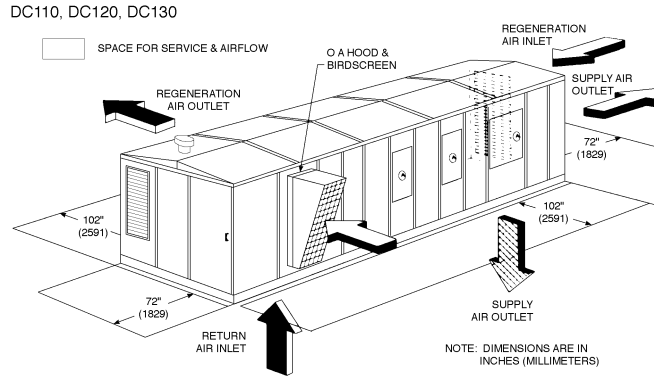 DC110, DC120, DC130
SPACE FOR SERVICE & AIRFLOW
O A HOOD &
BIRDSCREEN
REGENERATION
AIR INLET
REGENERATION
AIR OUTLET
SUPPLY AIR
OUTLET
72"
(1829)
102"
(2591)
102"
(2591)
72"
(1829)
RETURN
AIR INLET
SUPPLY
AIR OUTLET
NOTE: DIMENSIONS ARE IN
INCHES (MILLIMETERS)